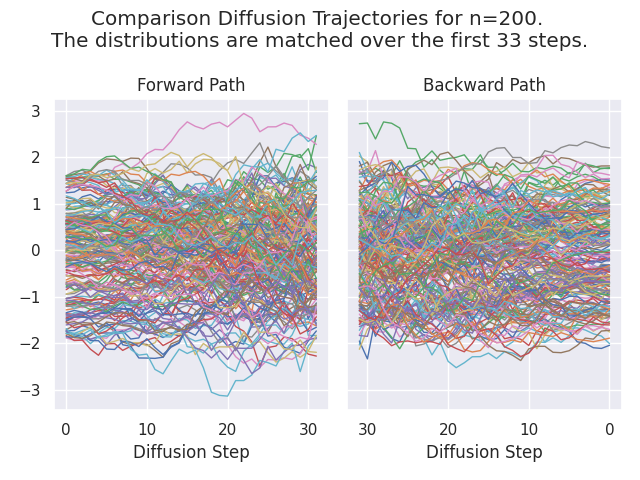 Comparison Diffusion Trajectories for n=200.
The distributions are matched over the first 33 steps.
Forward Path
Backward Path
3
2
1
0
−1
−2
−3
0 10 20 30
30 20 10 0
Diffusion Step
Diffusion Step